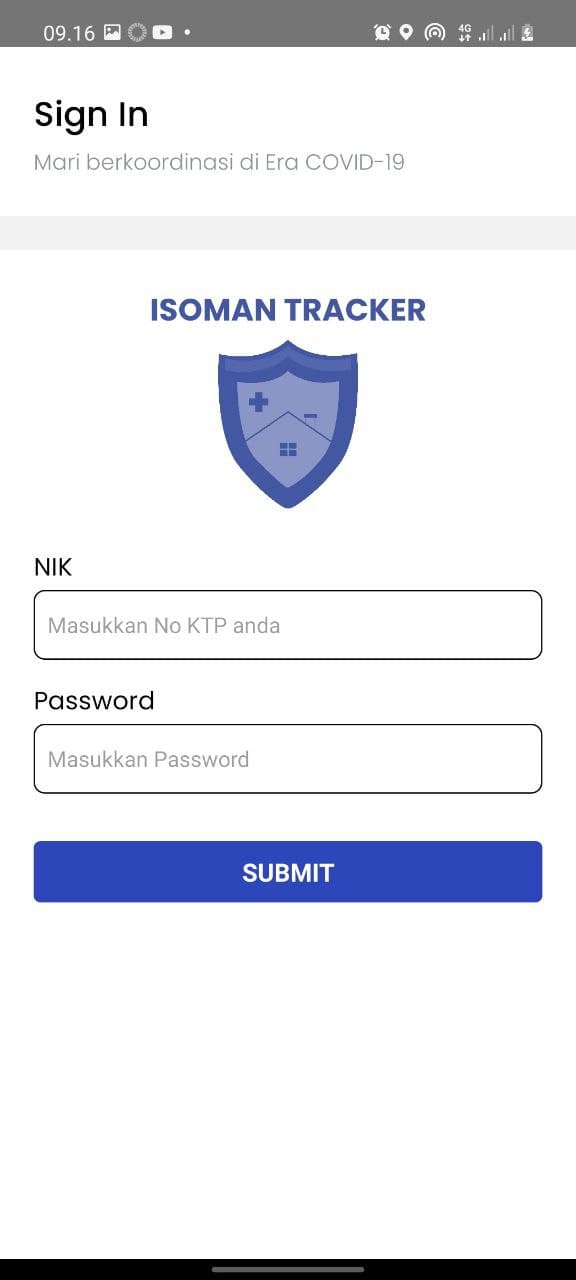 09.16
4G
Sign In
Mari berkoordinasi di Era COVID-19
ISOMAN TRACKER
NIK
Masukkan No KTP anda
Password
Masukkan Password
SUBMIT